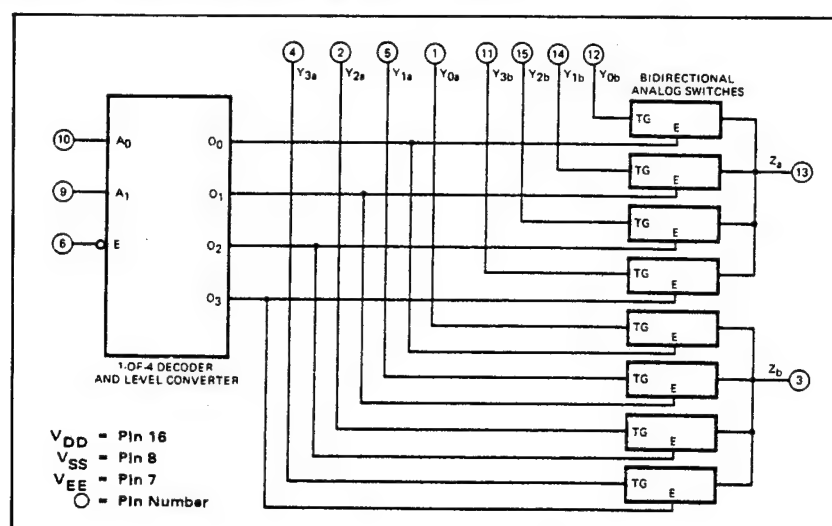 4 2 5 1 11 15 14 12
Y3a Y2a Y1a Y0a Y3b Y2b Y1b Y0b
BIDIRECTIONAL
ANALOG SWITCHES
TG E
10 A0 O0
TG E
Za 13
9 A1 O1
TG E
6 E O2
TG E
O3
TG E
1-OF-4 DECODER
AND LEVEL CONVERTER
TG E
Zb 3
VDD = Pin 16
TG E
VSS = Pin 8
VEE = Pin 7
TG E
○ = Pin Number